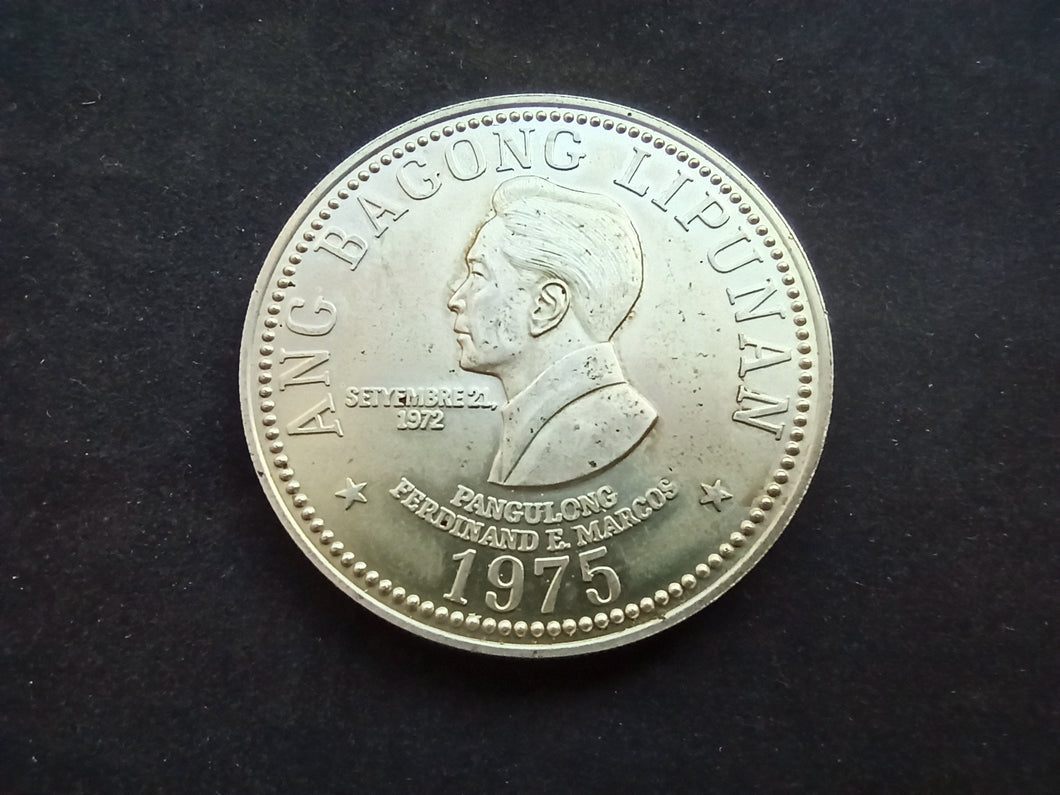 ANG BAGONG LIPUNAN
SETYEMBRE 21,
1972
PANGULONG
FERDINAND E. MARCOS
1975